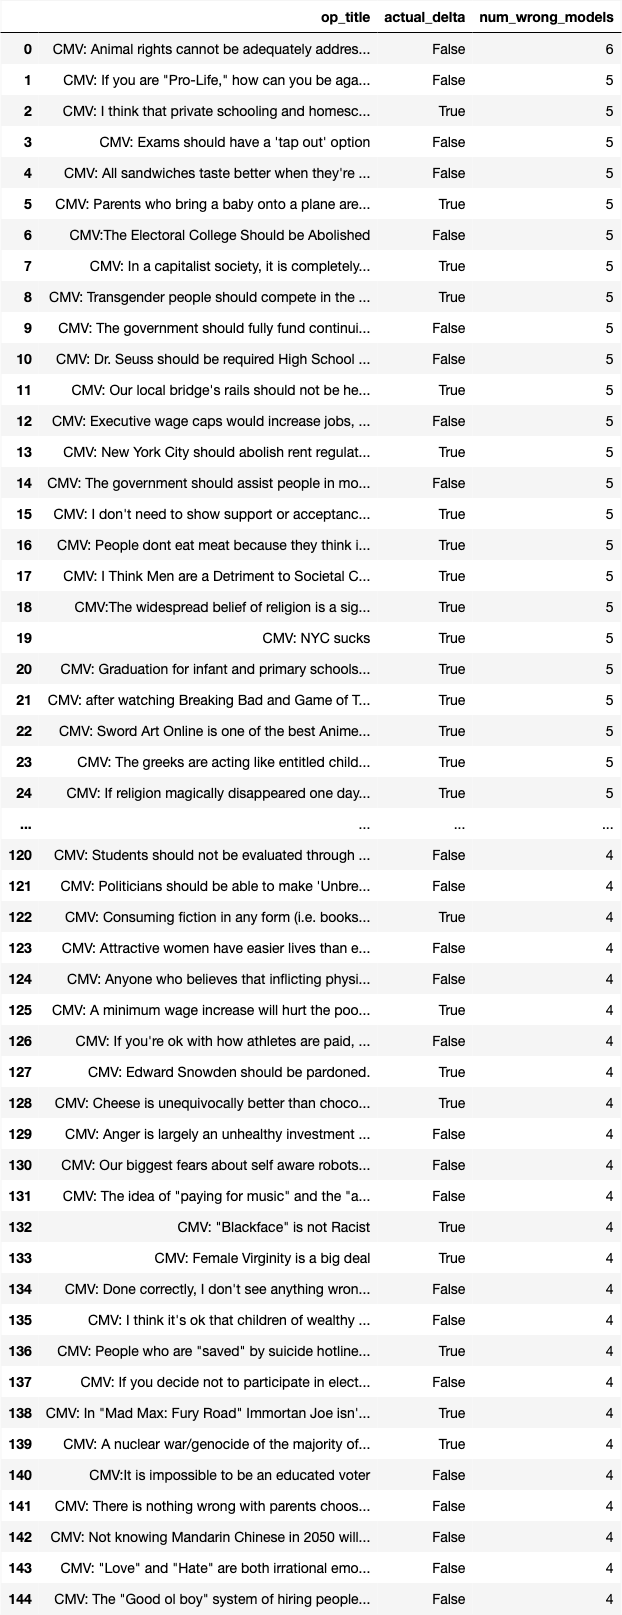 op_title actual_delta num_wrong_models
0 CMV: Animal rights cannot be adequately addres... False 6
1 CMV: If you are "Pro-Life," how can you be aga... False 5
2 CMV: I think that private schooling and homesc... True 5
3 CMV: Exams should have a 'tap out' option False 5
4 CMV: All sandwiches taste better when they're ... False 5
5 CMV: Parents who bring a baby onto a plane are... True 5
6 CMV:The Electoral College Should be Abolished False 5
7 CMV: In a capitalist society, it is completely... True 5
8 CMV: Transgender people should compete in the ... True 5
9 CMV: The government should fully fund continui... False 5
10 CMV: Dr. Seuss should be required High School ... False 5
11 CMV: Our local bridge's rails should not be he... True 5
12 CMV: Executive wage caps would increase jobs, ... False 5
13 CMV: New York City should abolish rent regulat... True 5
14 CMV: The government should assist people in mo... False 5
15 CMV: I don't need to show support or acceptanc... True 5
16 CMV: People dont eat meat because they think i... True 5
17 CMV: I Think Men are a Detriment to Societal C... True 5
18 CMV:The widespread belief of religion is a sig... True 5
19 CMV: NYC sucks True 5
20 CMV: Graduation for infant and primary schools... True 5
21 CMV: after watching Breaking Bad and Game of T... True 5
22 CMV: Sword Art Online is one of the best Anime... True 5
23 CMV: The greeks are acting like entitled child... True 5
24 CMV: If religion magically disappeared one day... True 5
... ... ... ...
120 CMV: Students should not be evaluated through ... False 4
121 CMV: Politicians should be able to make 'Unbre... False 4
122 CMV: Consuming fiction in any form (i.e. books... True 4
123 CMV: Attractive women have easier lives than e... False 4
124 CMV: Anyone who believes that inflicting physi... False 4
125 CMV: A minimum wage increase will hurt the poo... True 4
126 CMV: If you're ok with how athletes are paid, ... False 4
127 CMV: Edward Snowden should be pardoned. True 4
128 CMV: Cheese is unequivocally better than choco... True 4
129 CMV: Anger is largely an unhealthy investment ... False 4
130 CMV: Our biggest fears about self aware robots... False 4
131 CMV: The idea of "paying for music" and the "a... False 4
132 CMV: "Blackface" is not Racist True 4
133 CMV: Female Virginity is a big deal True 4
134 CMV: Done correctly, I don't see anything wron... False 4
135 CMV: I think it's ok that children of wealthy ... False 4
136 CMV: People who are "saved" by suicide hotline... True 4
137 CMV: If you decide not to participate in elect... False 4
138 CMV: In "Mad Max: Fury Road" Immortan Joe isn'... True 4
139 CMV: A nuclear war/genocide of the majority of... True 4
140 CMV:It is impossible to be an educated voter False 4
141 CMV: There is nothing wrong with parents choos... False 4
142 CMV: Not knowing Mandarin Chinese in 2050 will... False 4
143 CMV: "Love" and "Hate" are both irrational emo... False 4
144 CMV: The "Good ol boy" system of hiring people... False 4